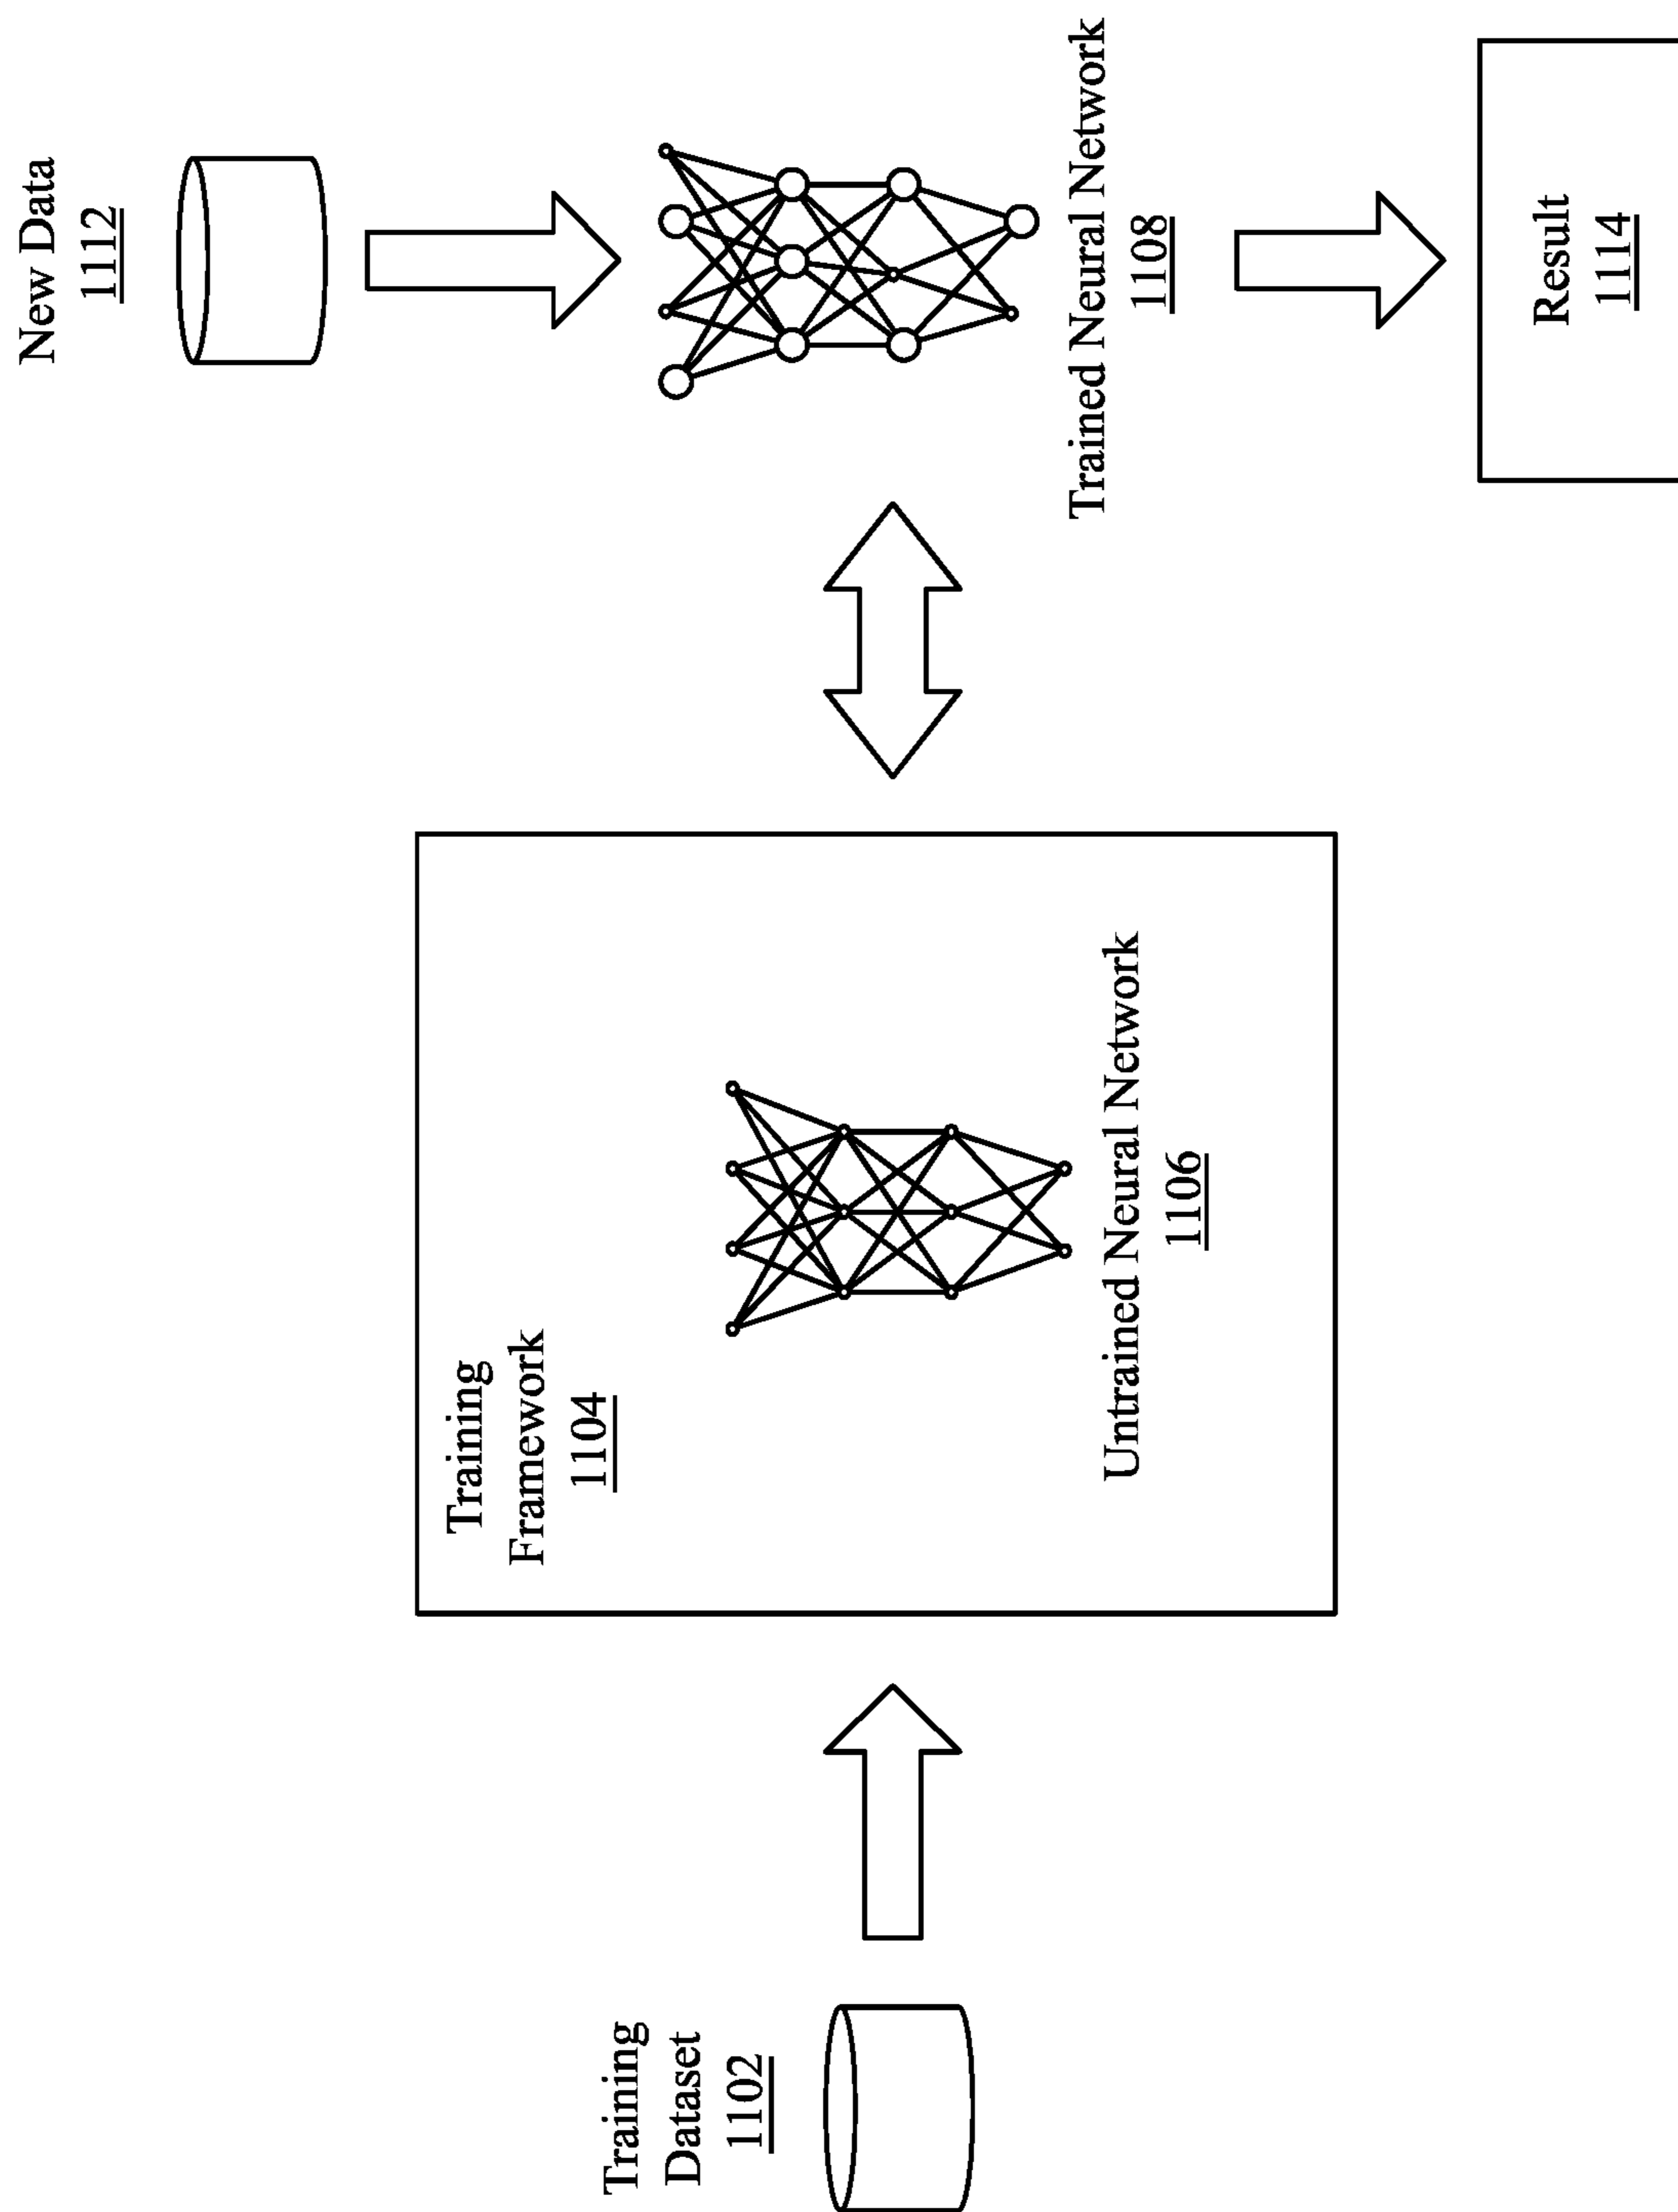 Training
Dataset
1102
Training
Framework
1104
Untrained Neural Network
1106
New Data
1112
Trained Neural Network
1108
Result
1114